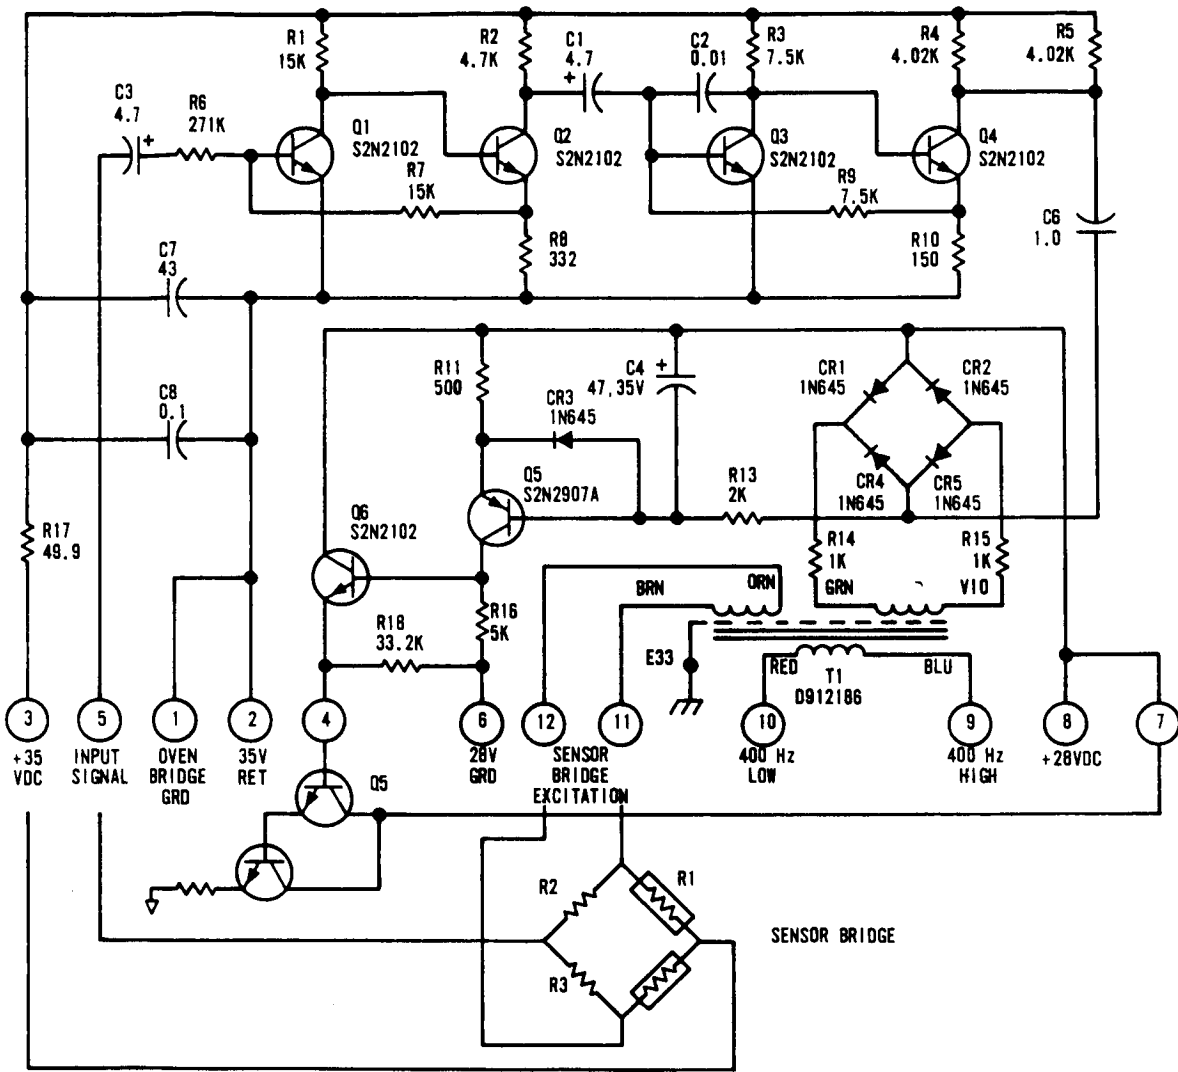 R1
15K
R2
4.7K
C1
4.7
+
C2
0.01
R3
7.5K
R4
4.02K
R5
4.02K
C3
4.7
+
R6
271K
Q1
S2N2102
Q2
S2N2102
Q3
S2N2102
Q4
S2N2102
R7
15K
R9
7.5K
R8
332
R10
150
C6
1.0
C7
43
C8
0.1
R11
500
CR3
1N645
C4
47,35V
+
CR1
1N645
CR2
1N645
CR4
1N645
CR5
1N645
Q5
S2N2907A
R13
2K
Q6
S2N2102
R17
49.9
R14
1K
R15
1K
BRN
ORN
GRN
VIO
R16
5K
R18
33.2K
E33
RED
BLU
T1
D912186
3
+35
VDC
5
INPUT
SIGNAL
1
OVEN
BRIDGE
GRD
2
35V
RET
4
6
28V
GRD
12
11
SENSOR
BRIDGE
EXCITATION
10
400 Hz
LOW
9
400 Hz
HIGH
8
+28VDC
7
Q5
R2
R1
R3
SENSOR BRIDGE